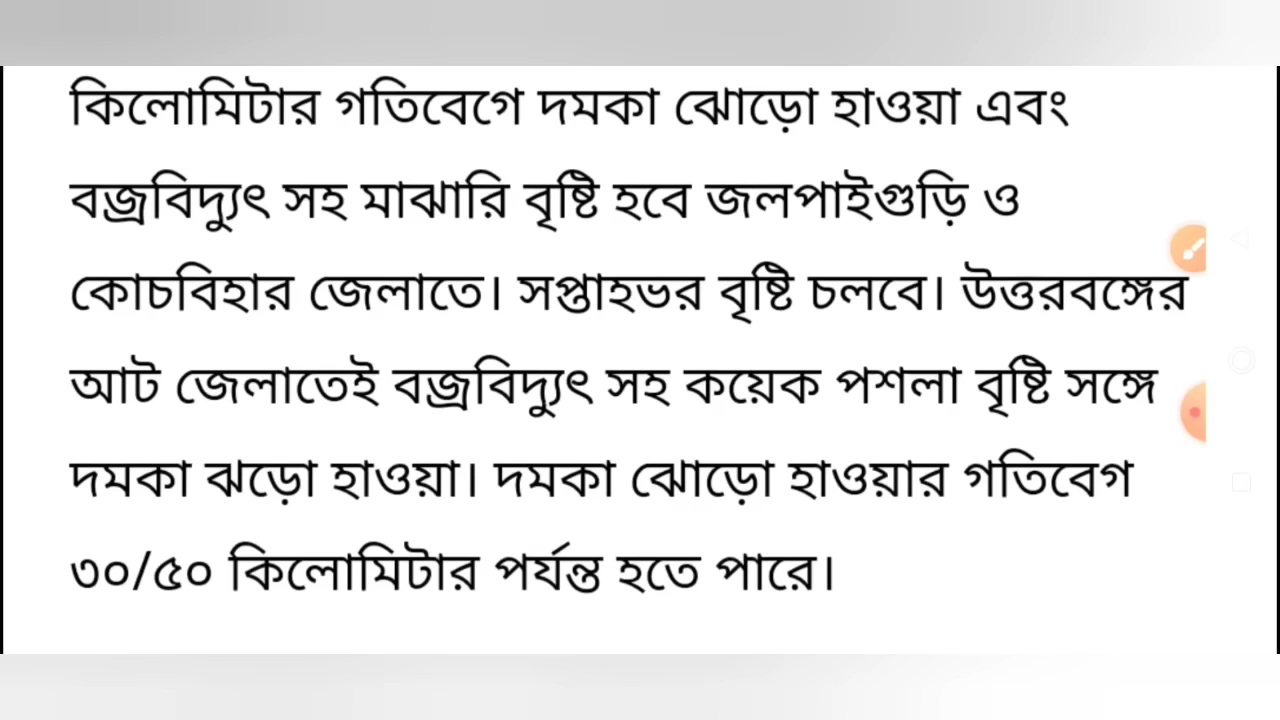 কিলোমিটার গতিবেগে দমকা ঝোড়ো হাওয়া এবং
বজ্রবিদ্যুৎ সহ মাঝারি বৃষ্টি হবে জলপাইগুড়ি ও
কোচবিহার জেলাতে। সপ্তাহভর বৃষ্টি চলবে। উত্তরবঙ্গের
আট জেলাতেই বজ্রবিদ্যুৎ সহ কয়েক পশলা বৃষ্টি সঙ্গে
দমকা ঝড়ো হাওয়া। দমকা ঝোড়ো হাওয়ার গতিবেগ
৩০/৫০ কিলোমিটার পর্যন্ত হতে পারে।